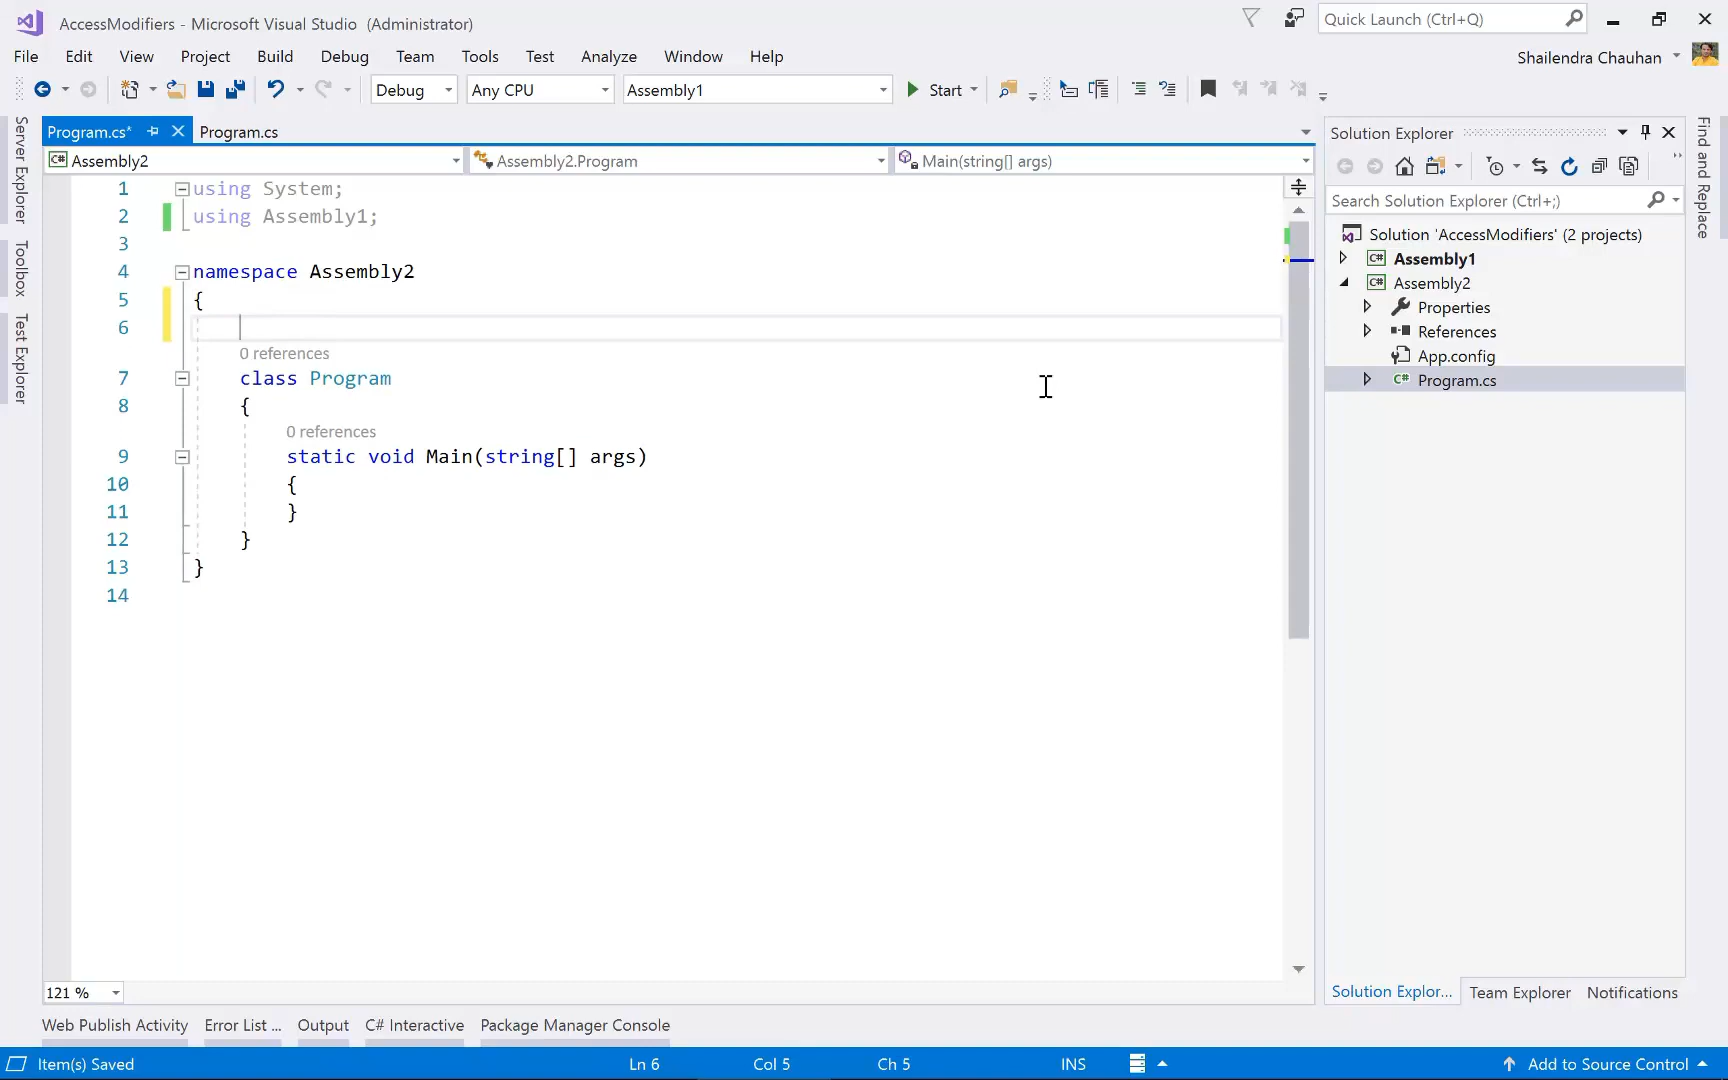 AccessModifiers - Microsoft Visual Studio (Administrator)
Quick Launch (Ctrl+Q)
File Edit View Project Build Debug Team Tools Test Analyze Window Help
Shailendra Chauhan
Debug Any CPU Assembly1 Start
Server Explorer
Toolbox
Test Explorer
Program.cs* Program.cs
C# Assembly2 Assembly2.Program Main(string[] args)
1 using System;
2 using Assembly1;
3
4 namespace Assembly2
5 {
6
0 references
7 class Program
8 {
0 references
9 static void Main(string[] args)
10 {
11 }
12 }
13 }
14
121 %
Solution Explorer
Search Solution Explorer (Ctrl+;)
Solution 'AccessModifiers' (2 projects)
C# Assembly1
C# Assembly2
Properties
References
App.config
C# Program.cs
Find and Replace
Solution Explor... Team Explorer Notifications
Web Publish Activity Error List ... Output C# Interactive Package Manager Console
Item(s) Saved Ln 6 Col 5 Ch 5 INS Add to Source Control